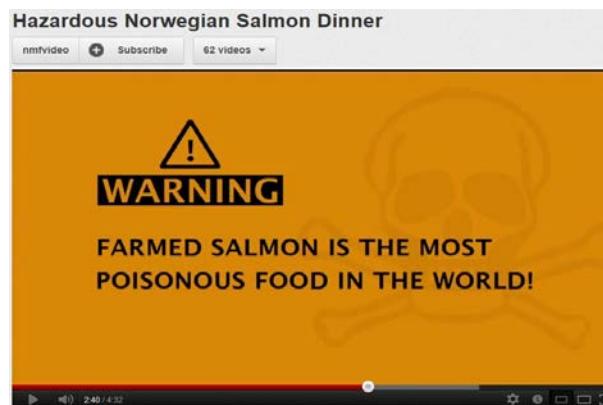 Hazardous Norwegian Salmon Dinner
nmfvideo Subscribe 62 videos
WARNING
FARMED SALMON IS THE MOST
POISONOUS FOOD IN THE WORLD!
2:40 / 4:32